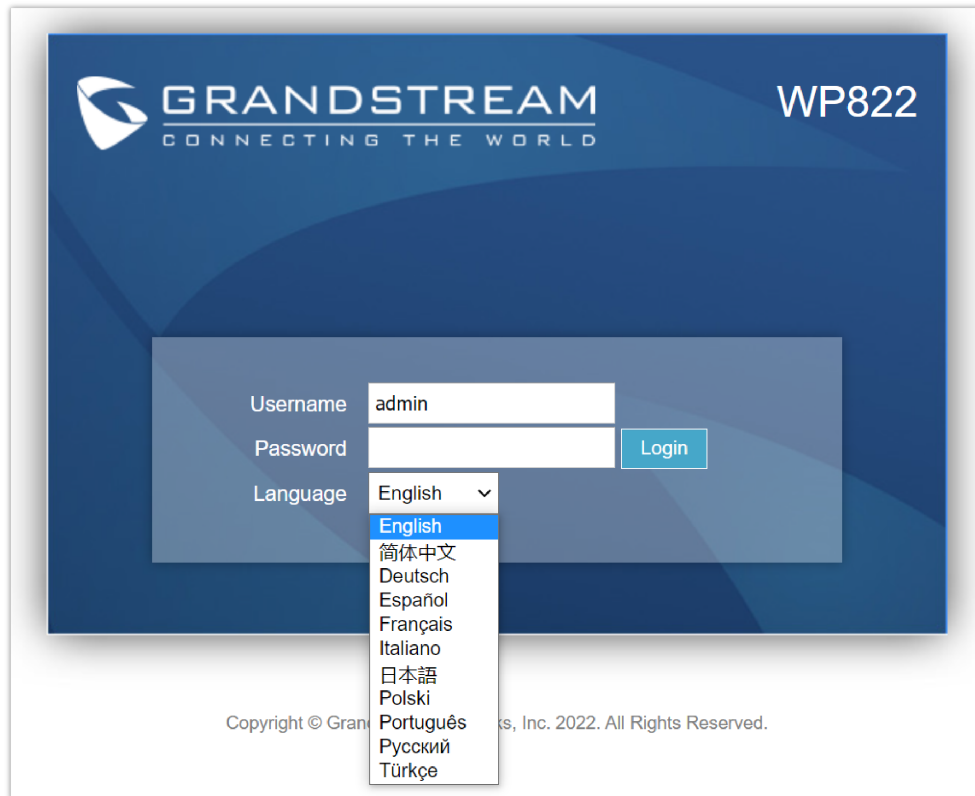 GRANDSTREAM
CONNECTING THE WORLD
WP822
Username admin
Password Login
Language English
English
简体中文
Deutsch
Español
Français
Italiano
日本語
Polski
Português
Русский
Türkçe
Copyright © Gran ks, Inc. 2022. All Rights Reserved.